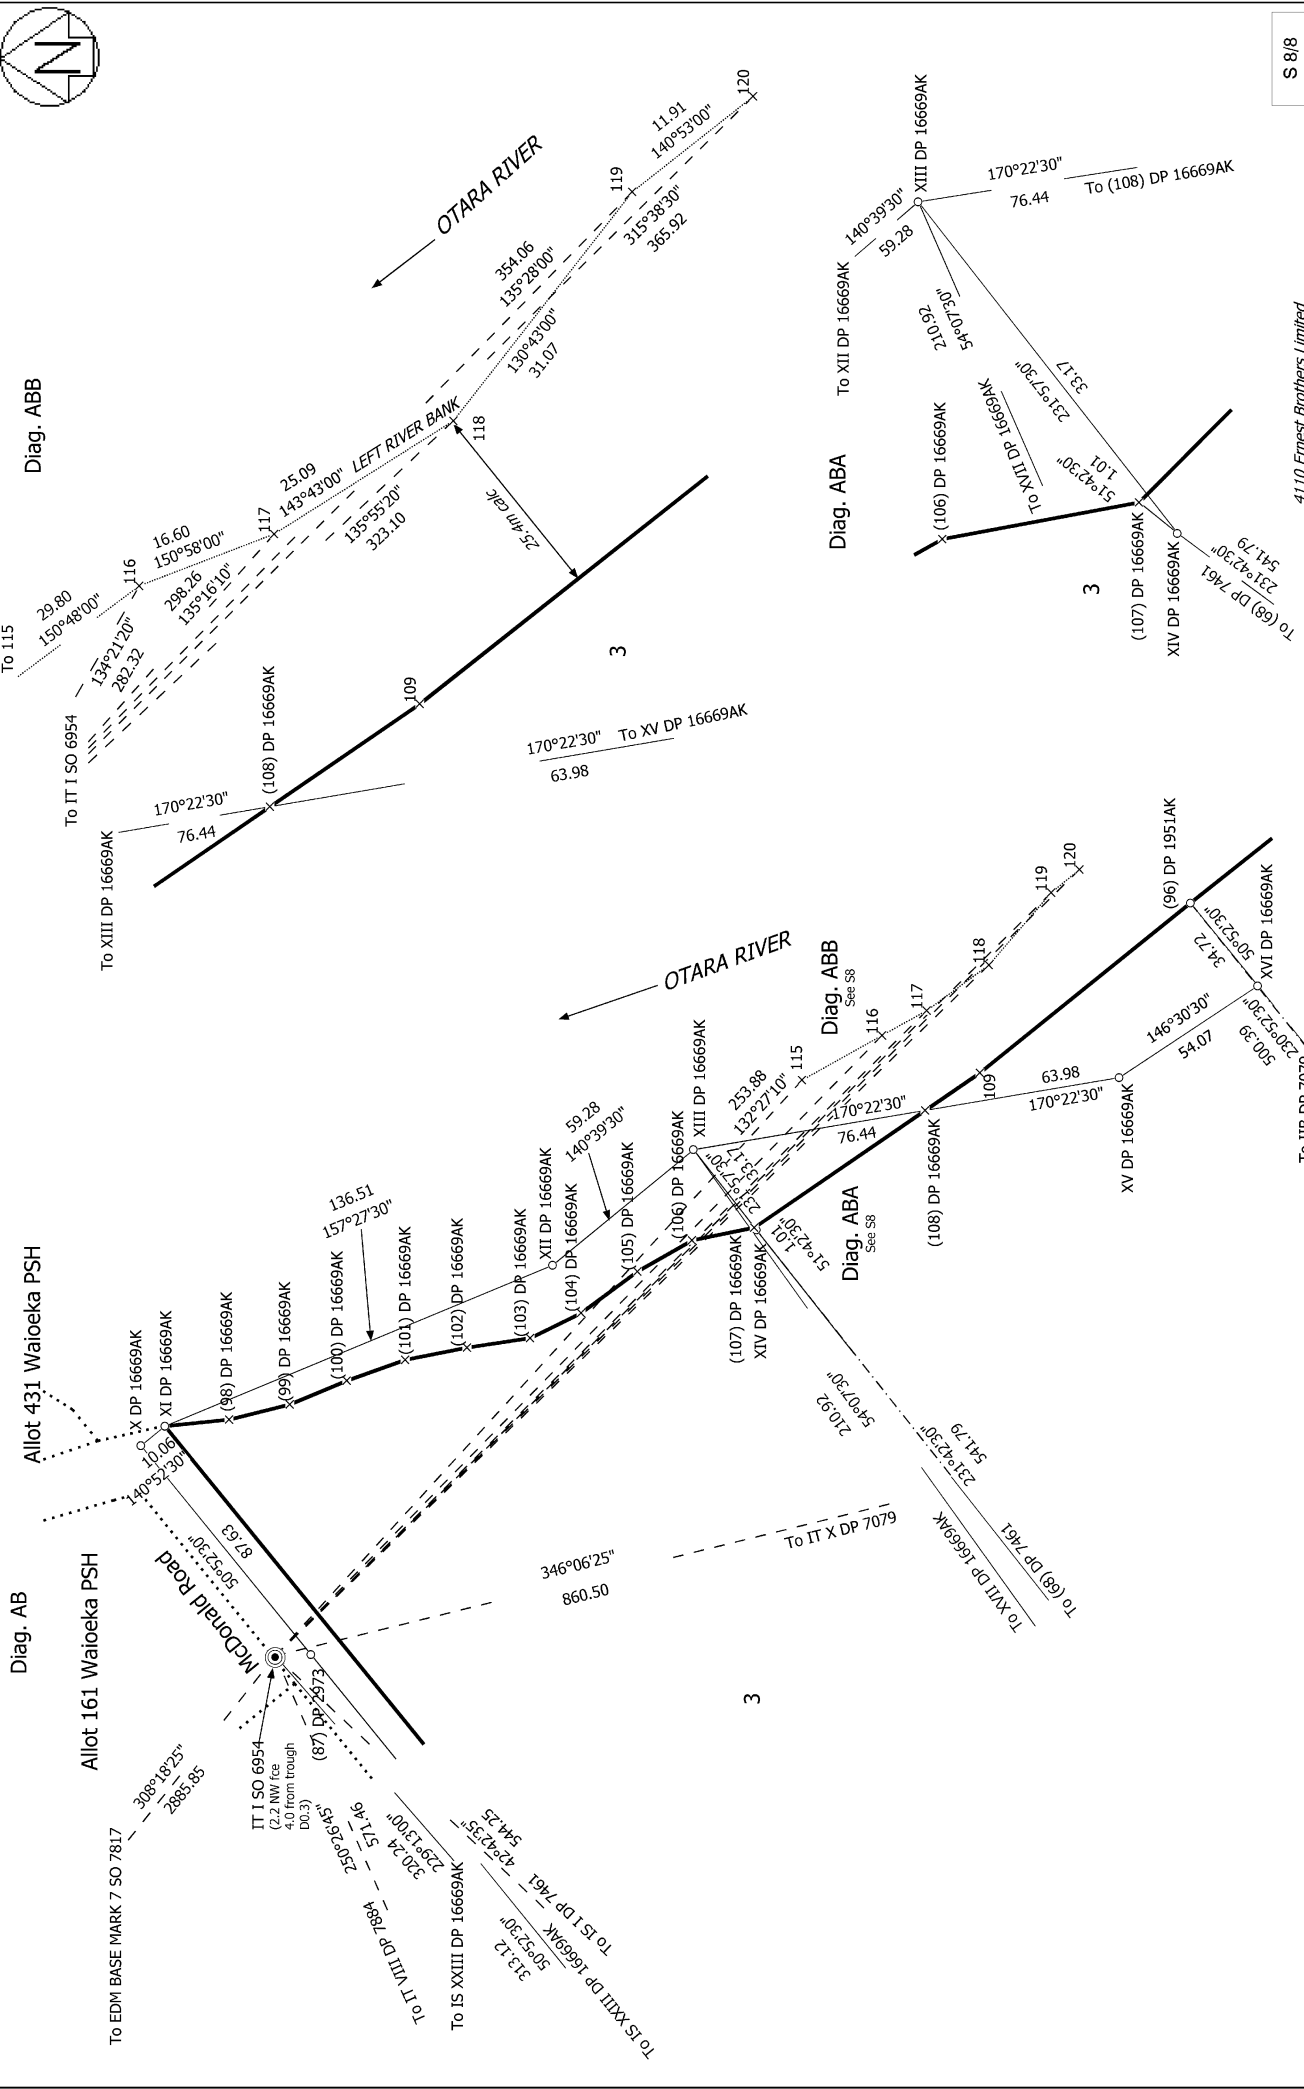 Diag. AB
Allot 161 Waioeka PSH
Allot 431 Waioeka PSH
McDonald Road
To EDM BASE MARK 7 SO 7817
308°18'25"
2885.85
IT I SO 6954
(2.2 NW fce
4.0 from trough
D0.3)
(87) DP 2973
250°26'45"
571.46
To IT VIII DP 7884
320.24
229°13'00"
To IS XXIII DP 16669AK
42°42'35"
544.25
To IS I DP 7461
313.12
50°52'30"
To IS XXIII DP 16669AK
50°52'30"
87.63
10.06
140°52'30"
X DP 16669AK
XI DP 16669AK
(98) DP 16669AK
(99) DP 16669AK
(100) DP 16669AK
(101) DP 16669AK
(102) DP 16669AK
(103) DP 16669AK
XII DP 16669AK
(104) DP 16669AK
(105) DP 16669AK
(106) DP 16669AK
XIII DP 16669AK
136.51
157°27'30"
59.28
140°39'30"
253.88
132°27'10"
231°57'30"
33.17
1.01
51°42'30"
(107) DP 16669AK
XIV DP 16669AK
Diag. ABA
See S8
346°06'25"
860.50
To IT X DP 7079
210.92
54°07'30"
To XVII DP 16669AK
231°42'30"
541.79
To (68) DP 7461
3
170°22'30"
76.44
(108) DP 16669AK
109
63.98
170°22'30"
XV DP 16669AK
146°30'30"
54.07
(96) DP 1951AK
34.72
50°52'30"
XVI DP 16669AK
230°52'30"
500.39
115
116
117
118
119
120
Diag. ABB
See S8
OTARA RIVER
Diag. ABB
To 115
29.80
150°48'00"
116
16.60
150°58'00"
117
25.09
143°43'00"
LEFT RIVER BANK
118
130°43'00"
31.07
119
11.91
140°53'00"
120
OTARA RIVER
To IT I SO 6954
134°21'20"
282.32
298.26
135°16'10"
135°55'20"
323.10
354.06
135°28'00"
315°38'30"
365.92
25.4m calc
To XIII DP 16669AK
170°22'30"
76.44
(108) DP 16669AK
109
170°22'30"
63.98
To XV DP 16669AK
3
Diag. ABA
To XII DP 16669AK
140°39'30"
59.28
XIII DP 16669AK
170°22'30"
76.44
To (108) DP 16669AK
210.92
54°07'30"
To XVII DP 16669AK
231°57'30"
33.17
51°42'30"
1.01
(106) DP 16669AK
(107) DP 16669AK
XIV DP 16669AK
231°42'30"
541.79
To (68) DP 7461
3
S 8/8
4110 Ernest Brothers Limited